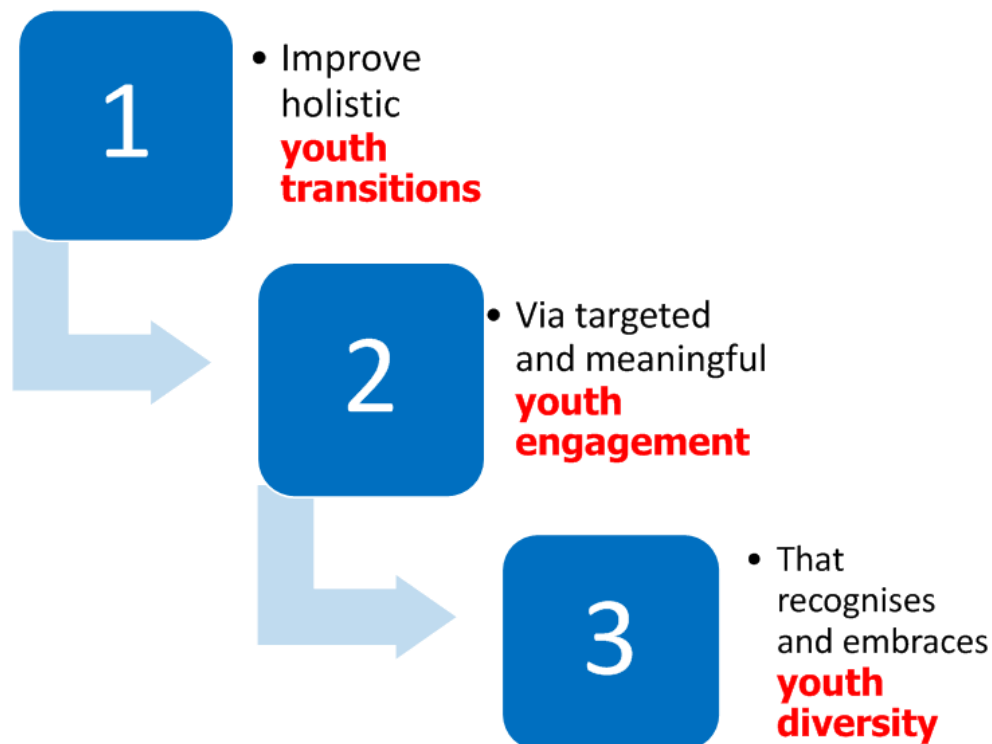 1
• Improve
holistic
youth
transitions
2
• Via targeted
and meaningful
youth
engagement
3
• That
recognises
and embraces
youth
diversity